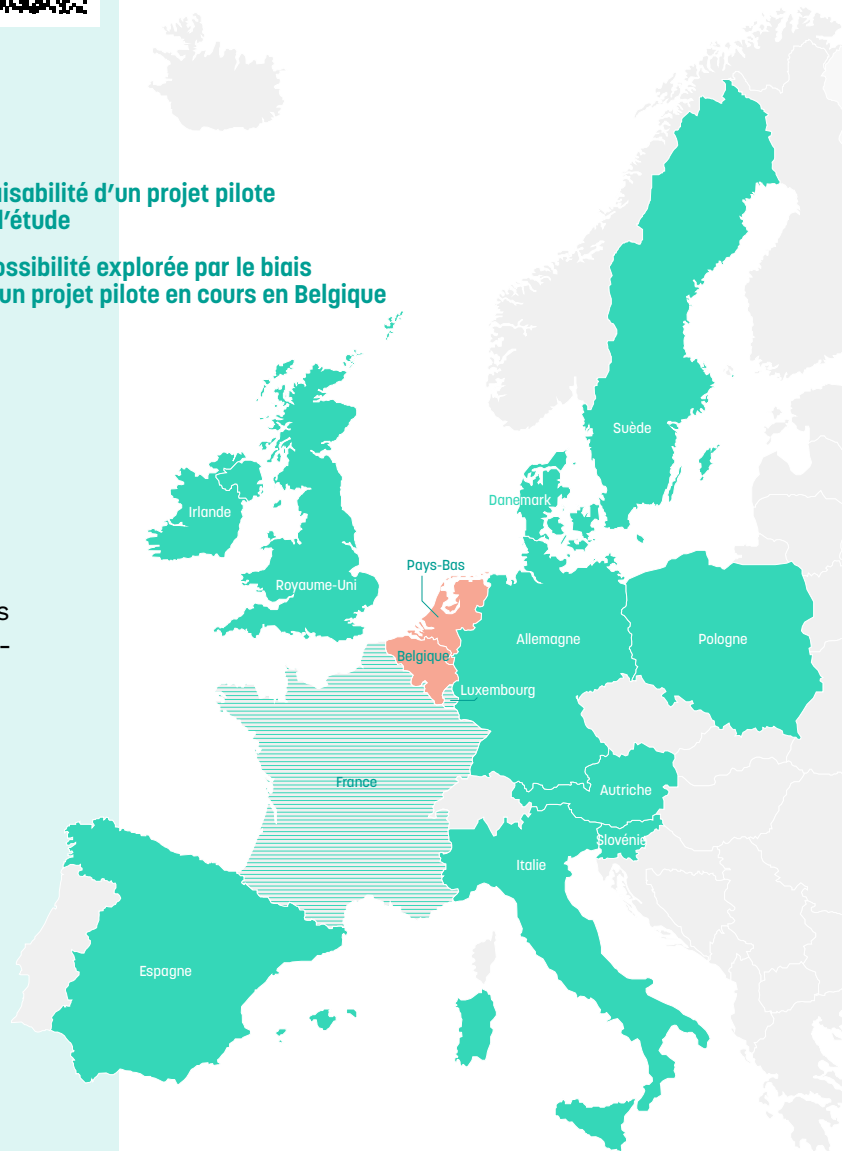 isabilité d’un projet pilote
l’étude
ossibilité explorée par le biais
un projet pilote en cours en Belgique
Suède
Danemark
Irlande
Pays-Bas
Royaume-Uni
s
–
Allemagne
Pologne
Belgique
Luxembourg
France
Autriche
Slovénie
Italie
Espagne